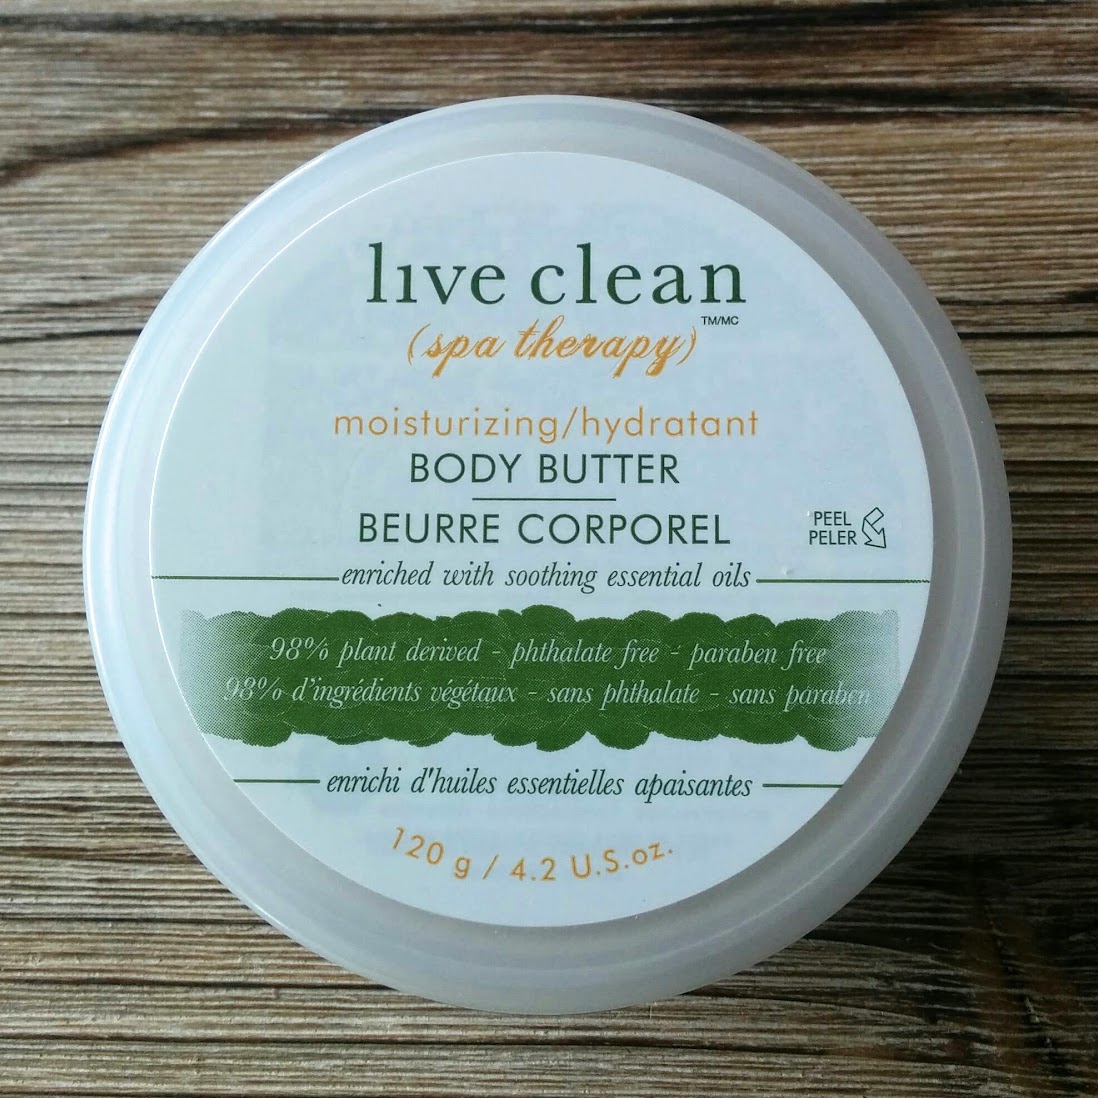 live clean
TM/MC
(spa therapy)
moisturizing/hydratant
BODY BUTTER
BEURRE CORPOREL
PEEL
PELER
enriched with soothing essential oils
98% plant derived - phthalate free - paraben free
98% d'ingrédients végétaux - sans phthalate - sans paraben
enrichi d'huiles essentielles apaisantes
120 g / 4.2 U.S.oz.